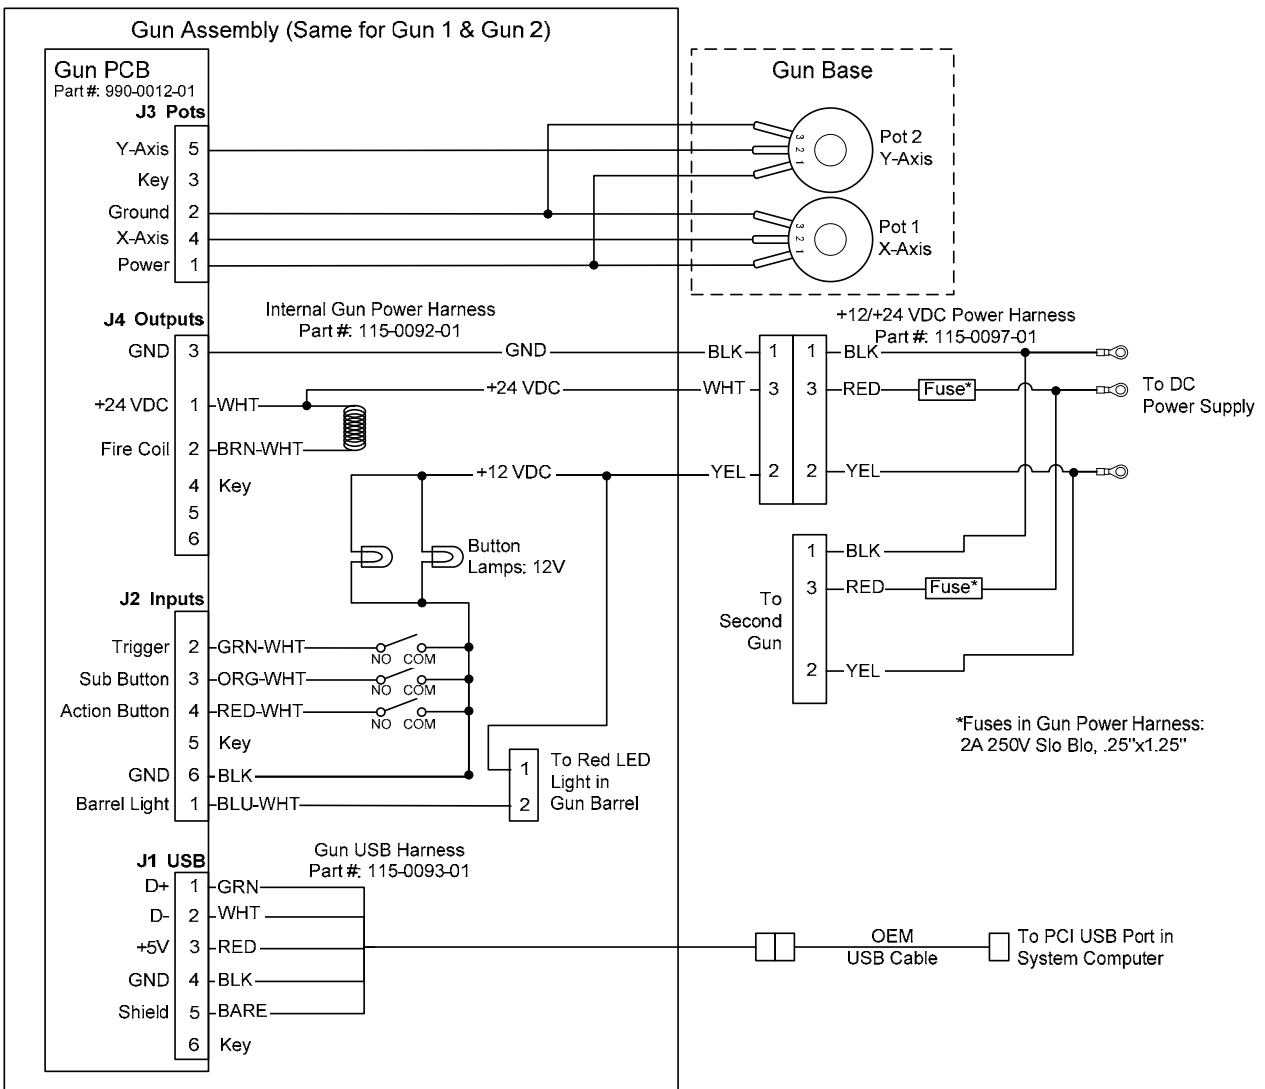 Gun Assembly (Same for Gun 1 & Gun 2)
Gun PCB
Part #: 990-0012-01
J3 Pots
Y-Axis 5
Key 3
Ground 2
X-Axis 4
Power 1
Gun Base
3
2
1
Pot 2
Y-Axis
3
2
1
Pot 1
X-Axis
J4 Outputs
Internal Gun Power Harness
Part #: 115-0092-01
+12/+24 VDC Power Harness
Part #: 115-0097-01
GND 3 GND BLK 1 1 BLK
+24 VDC WHT 3 3 RED Fuse*
To DC
Power Supply
+24 VDC 1 WHT
Fire Coil 2 BRN-WHT
+12 VDC YEL 2 2 YEL
4 Key
5
6
Button
Lamps: 12V
1 BLK
3 RED Fuse*
2 YEL
To
Second
Gun
J2 Inputs
Trigger 2 GRN-WHT
NO COM
Sub Button 3 ORG-WHT
NO COM
Action Button 4 RED-WHT
NO COM
5 Key
GND 6 BLK
Barrel Light 1 BLU-WHT
1
2
To Red LED
Light in
Gun Barrel
*Fuses in Gun Power Harness:
2A 250V Slo Blo, .25"x1.25"
J1 USB
Gun USB Harness
Part #: 115-0093-01
D+ 1 GRN
D- 2 WHT
+5V 3 RED
GND 4 BLK
Shield 5 BARE
6 Key
OEM
USB Cable
To PCI USB Port in
System Computer